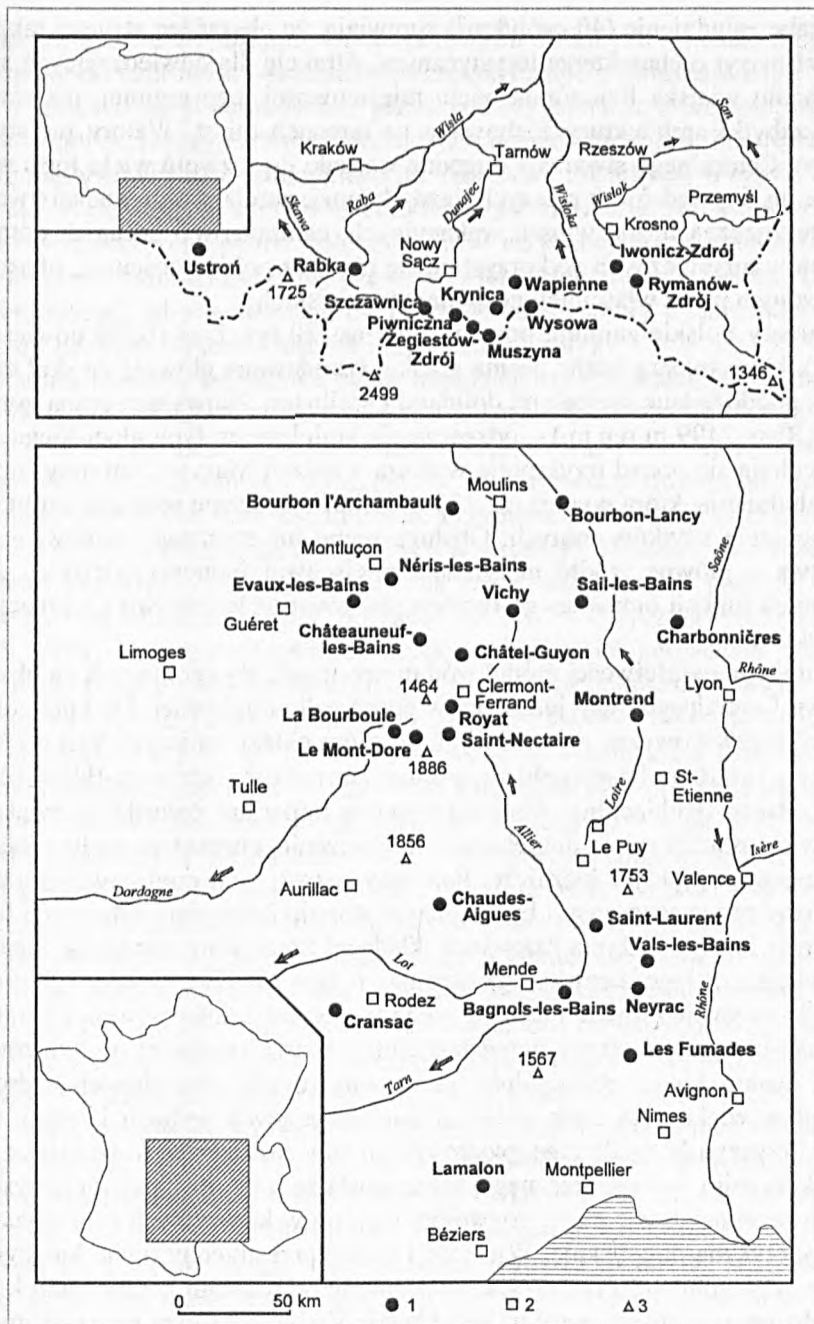 Kraków
Wisła
Tarnów
Rzeszów
San
Raba
Dunajec
Wisłoka
Wisłok
Przemyśl
Krosno
Skawa
Nowy
Sącz
Ustroń
Rabka
1725
Iwonicz-Zdrój
Wapienne
Rymanów-
Zdrój
Szczawnica
Krynica
Piwniczna
Wysowa
Żegiestów-
Zdrój
Muszyna
2499
1346
Moulins
Bourbon l'Archambault
Bourbon-Lancy
Saône
Montluçon
Néris-les-Bains
Evaux-les-Bains
Vichy
Sail-les-Bains
Guéret
Châteauneuf-
les-Bains
Charbonničres
Limoges
Châtel-Guyon
Rhône
1464
Clermont-
Ferrand
Lyon
Montrend
La Bourboule
Royat
Le Mont-Dore
Saint-Nectaire
1886
Tulle
Loire
St-
Etienne
Allier
Isère
1856
Le Puy
1753
Valence
Dordogne
Aurillac
Chaudes-
Aigues
Saint-Laurent
Vals-les-Bains
Lot
Mende
Rodez
Rhône
Cransac
Bagnols-les-Bains
Neyrac
Les Fumades
1567
Tarn
Avignon
Nimes
Lamalon
Montpellier
Béziers
0 50 km
1 2 3